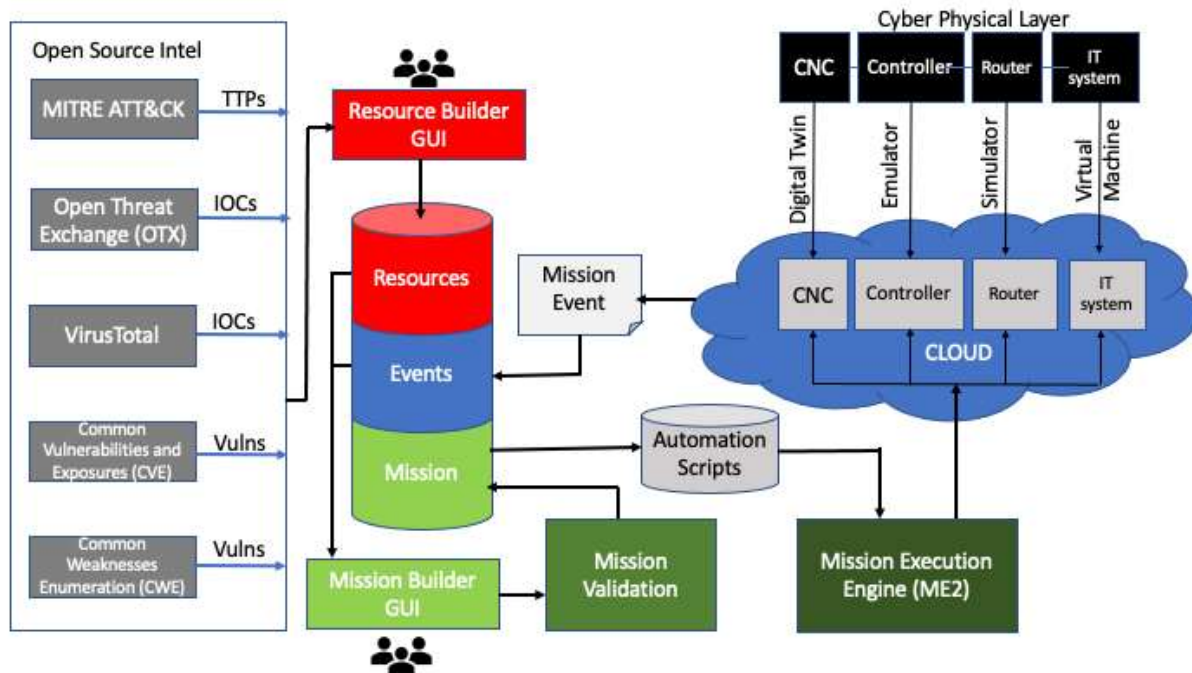 Open Source Intel
MITRE ATT&CK
TTPs
Open Threat
Exchange (OTX)
IOCs
VirusTotal
IOCs
Common
Vulnerabilities and
Exposures (CVE)
Vulns
Common
Weaknesses
Enumeration (CWE)
Vulns
Resource Builder
GUI
Resources
Events
Mission
Mission Builder
GUI
Mission
Event
Automation
Scripts
Mission
Validation
Mission Execution
Engine (ME2)
Cyber Physical Layer
CNC
Controller
Router
IT
system
Digital Twin
Emulator
Simulator
Virtual
Machine
CNC
Controller
Router
IT
system
CLOUD